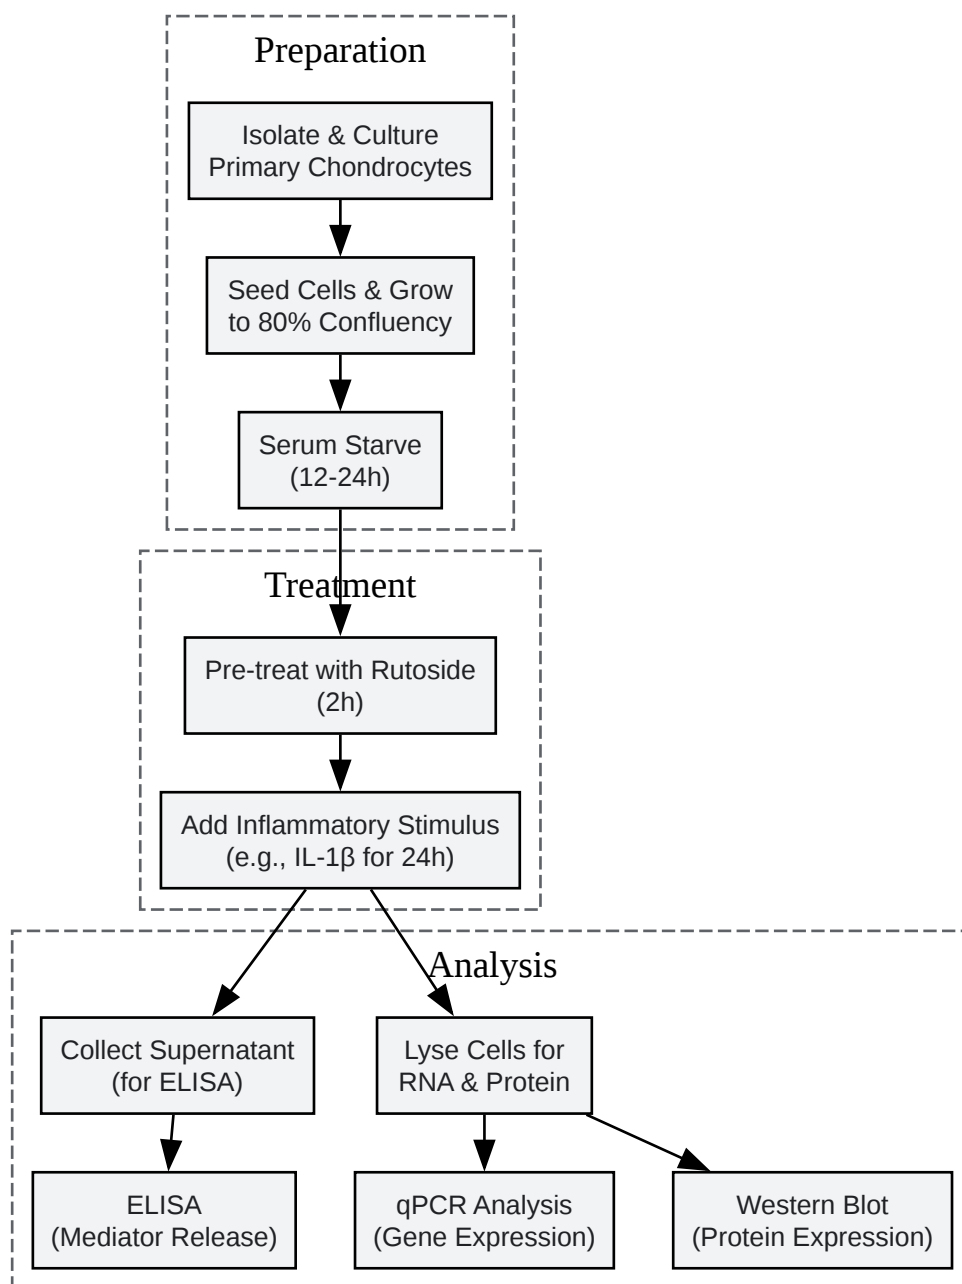 Preparation
Isolate & Culture
Primary Chondrocytes
Seed Cells & Grow
to 80% Confluency
Serum Starve
(12-24h)
Treatment
Pre-treat with Rutoside
(2h)
Add Inflammatory Stimulus
(e.g., IL-1β for 24h)
Analysis
Collect Supernatant
(for ELISA)
Lyse Cells for
RNA & Protein
ELISA
(Mediator Release)
qPCR Analysis
(Gene Expression)
Western Blot
(Protein Expression)